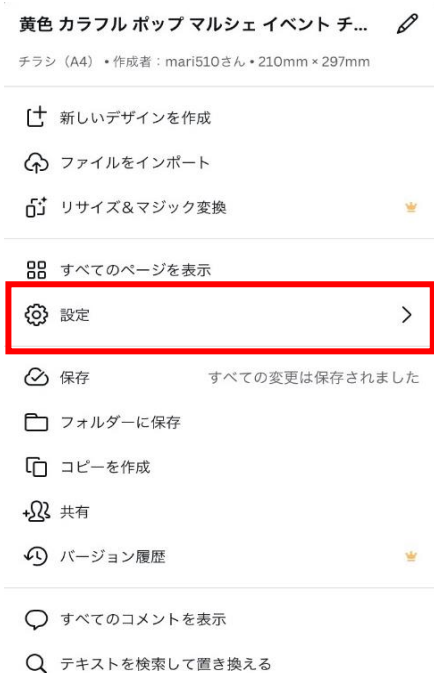 黄色 カラフル ポップ マルシェ イベント チ...
チラシ（A4）• 作成者：mari510さん • 210mm × 297mm
新しいデザインを作成
ファイルをインポート
リサイズ＆マジック変換
すべてのページを表示
設定
保存 すべての変更は保存されました
フォルダーに保存
コピーを作成
共有
バージョン履歴
すべてのコメントを表示
テキストを検索して置き換える